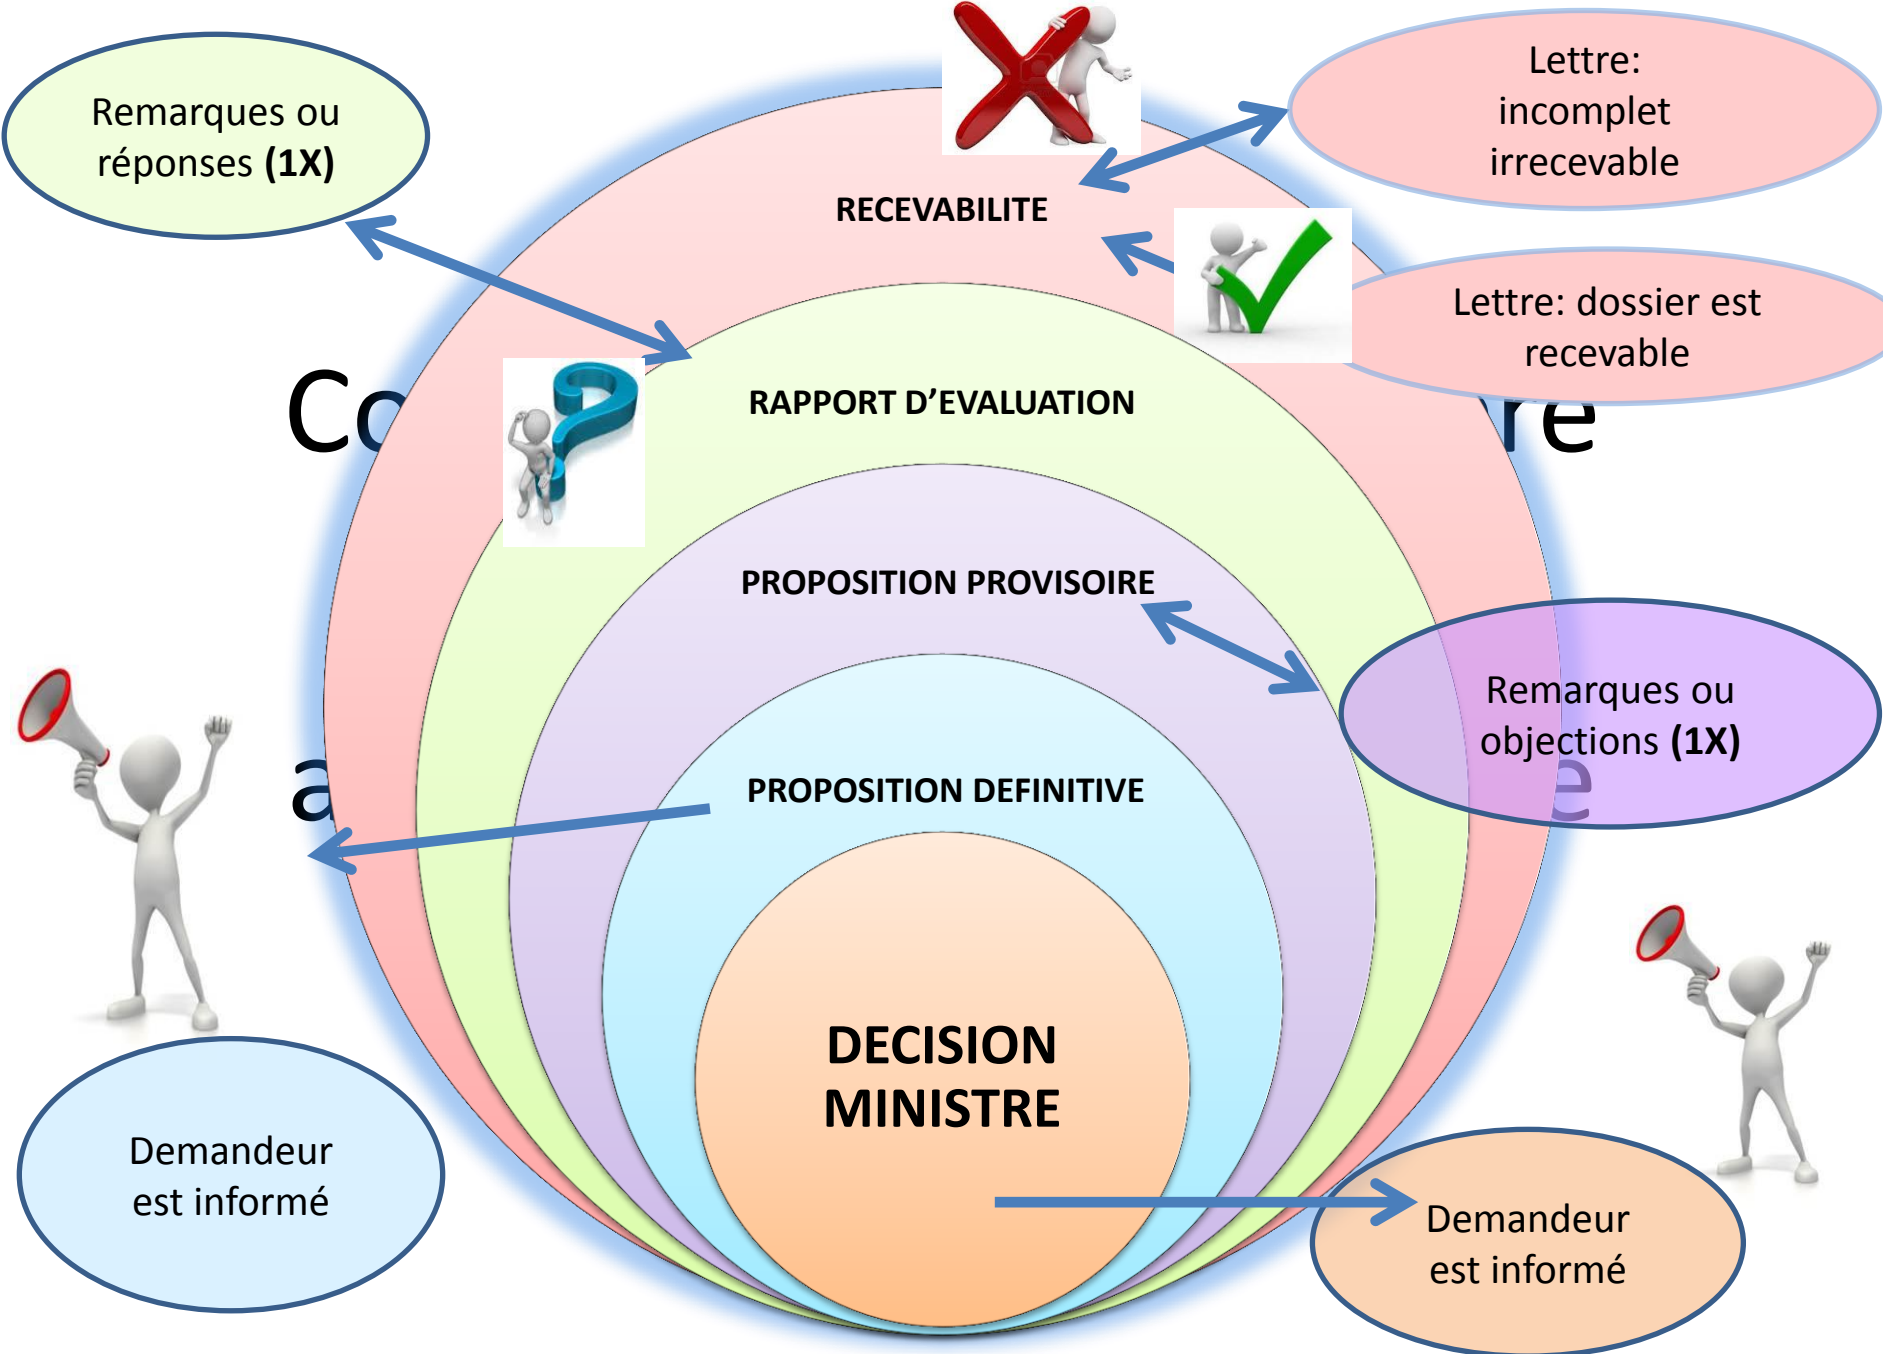 Remarques ou
réponses (1X)
Lettre:
incomplet
irrecevable
RECEVABILITE
Lettre: dossier est
recevable
RAPPORT D’EVALUATION
PROPOSITION PROVISOIRE
Remarques ou
objections (1X)
PROPOSITION DEFINITIVE
DECISION
MINISTRE
Demandeur
est informé
Demandeur
est informé